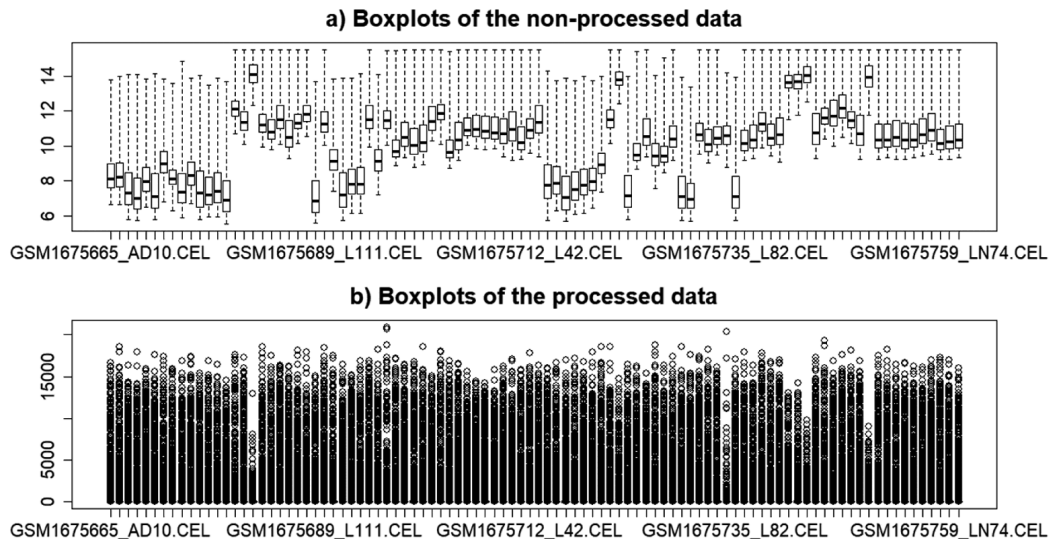 a) Boxplots of the non-processed data
14
12
10
8
6
GSM1675665_AD10.CEL GSM1675689_L111.CEL GSM1675712_L42.CEL GSM1675735_L82.CEL GSM1675759_LN74.CEL
b) Boxplots of the processed data
15000
5000
0
GSM1675665_AD10.CEL GSM1675689_L111.CEL GSM1675712_L42.CEL GSM1675735_L82.CEL GSM1675759_LN74.CEL